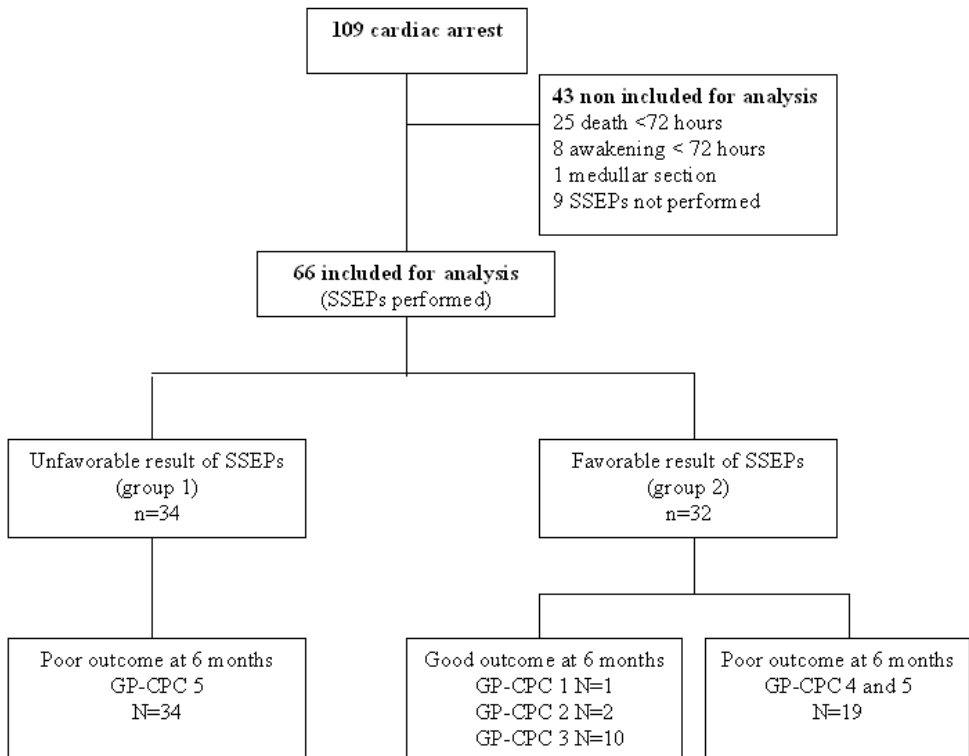 109 cardiac arrest
43 non included for analysis
25 death <72 hours
8 awakening < 72 hours
1 medullar section
9 SSEPs not performed
66 included for analysis
(SSEPs performed)
Unfavorable result of SSEPs
(group 1)
n=34
Favorable result of SSEPs
(group 2)
n=32
Poor outcome at 6 months
GP-CPC 5
N=34
Good outcome at 6 months
GP-CPC 1 N=1
GP-CPC 2 N=2
GP-CPC 3 N=10
Poor outcome at 6 months
GP-CPC 4 and 5
N=19